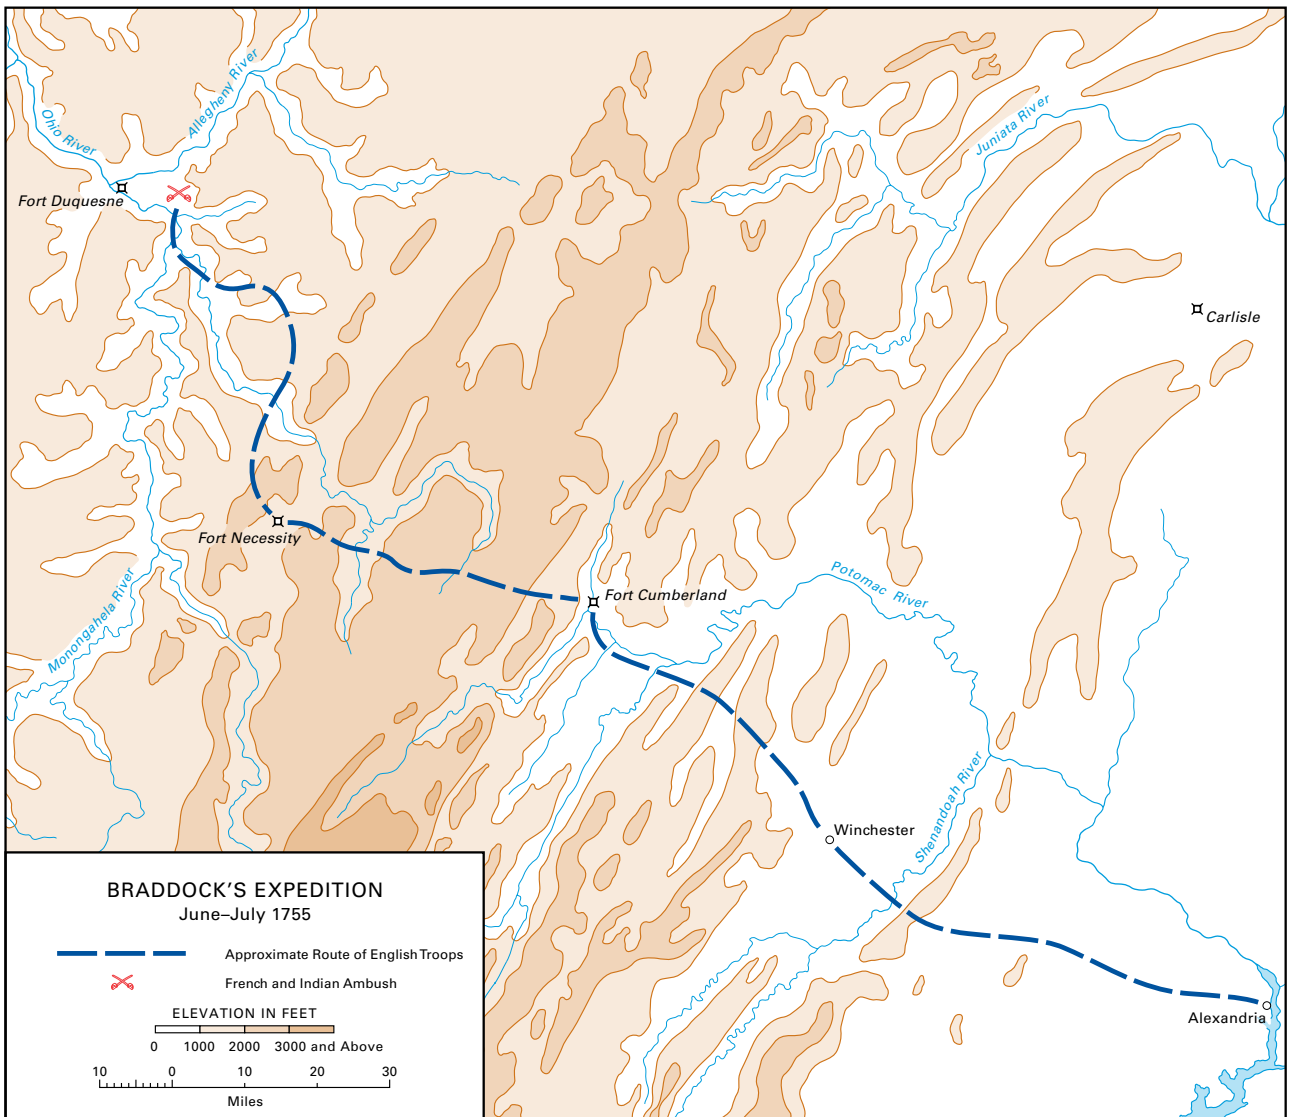 Allegheny River
Ohio River
Juniata River
Fort Duquesne
Carlisle
Fort Necessity
Monongahela River
Fort Cumberland
Potomac River
Shenandoah River
Winchester
Alexandria
BRADDOCK'S EXPEDITION
June–July 1755
Approximate Route of English Troops
French and Indian Ambush
ELEVATION IN FEET
0 1000 2000 3000 and Above
10 0 10 20 30
Miles